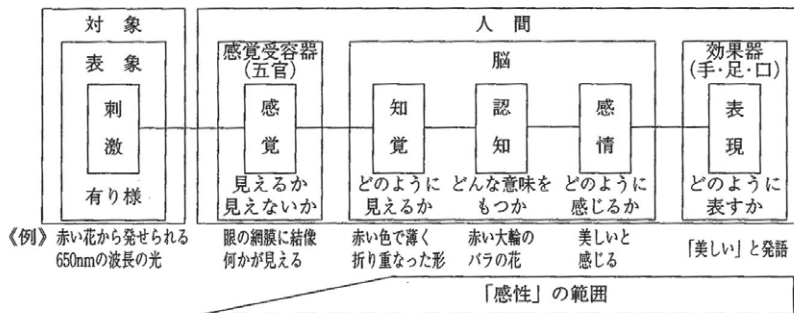 対象
人間
表象
感覚受容器
(五官)
脳
効果器
(手・足・口)
刺激
感覚
知覚
認知
感情
表現
有り様
見えるか
見えないか
どのように
見えるか
どんな意味を
もつか
どのように
感じるか
どのように
表すか
《例》
赤い花から発せられる
650nmの波長の光
眼の網膜に結像
何かが見える
赤い色で薄く
折り重なった形
赤い大輪の
バラの花
美しいと
感じる
「美しい」と発語
「感性」の範囲